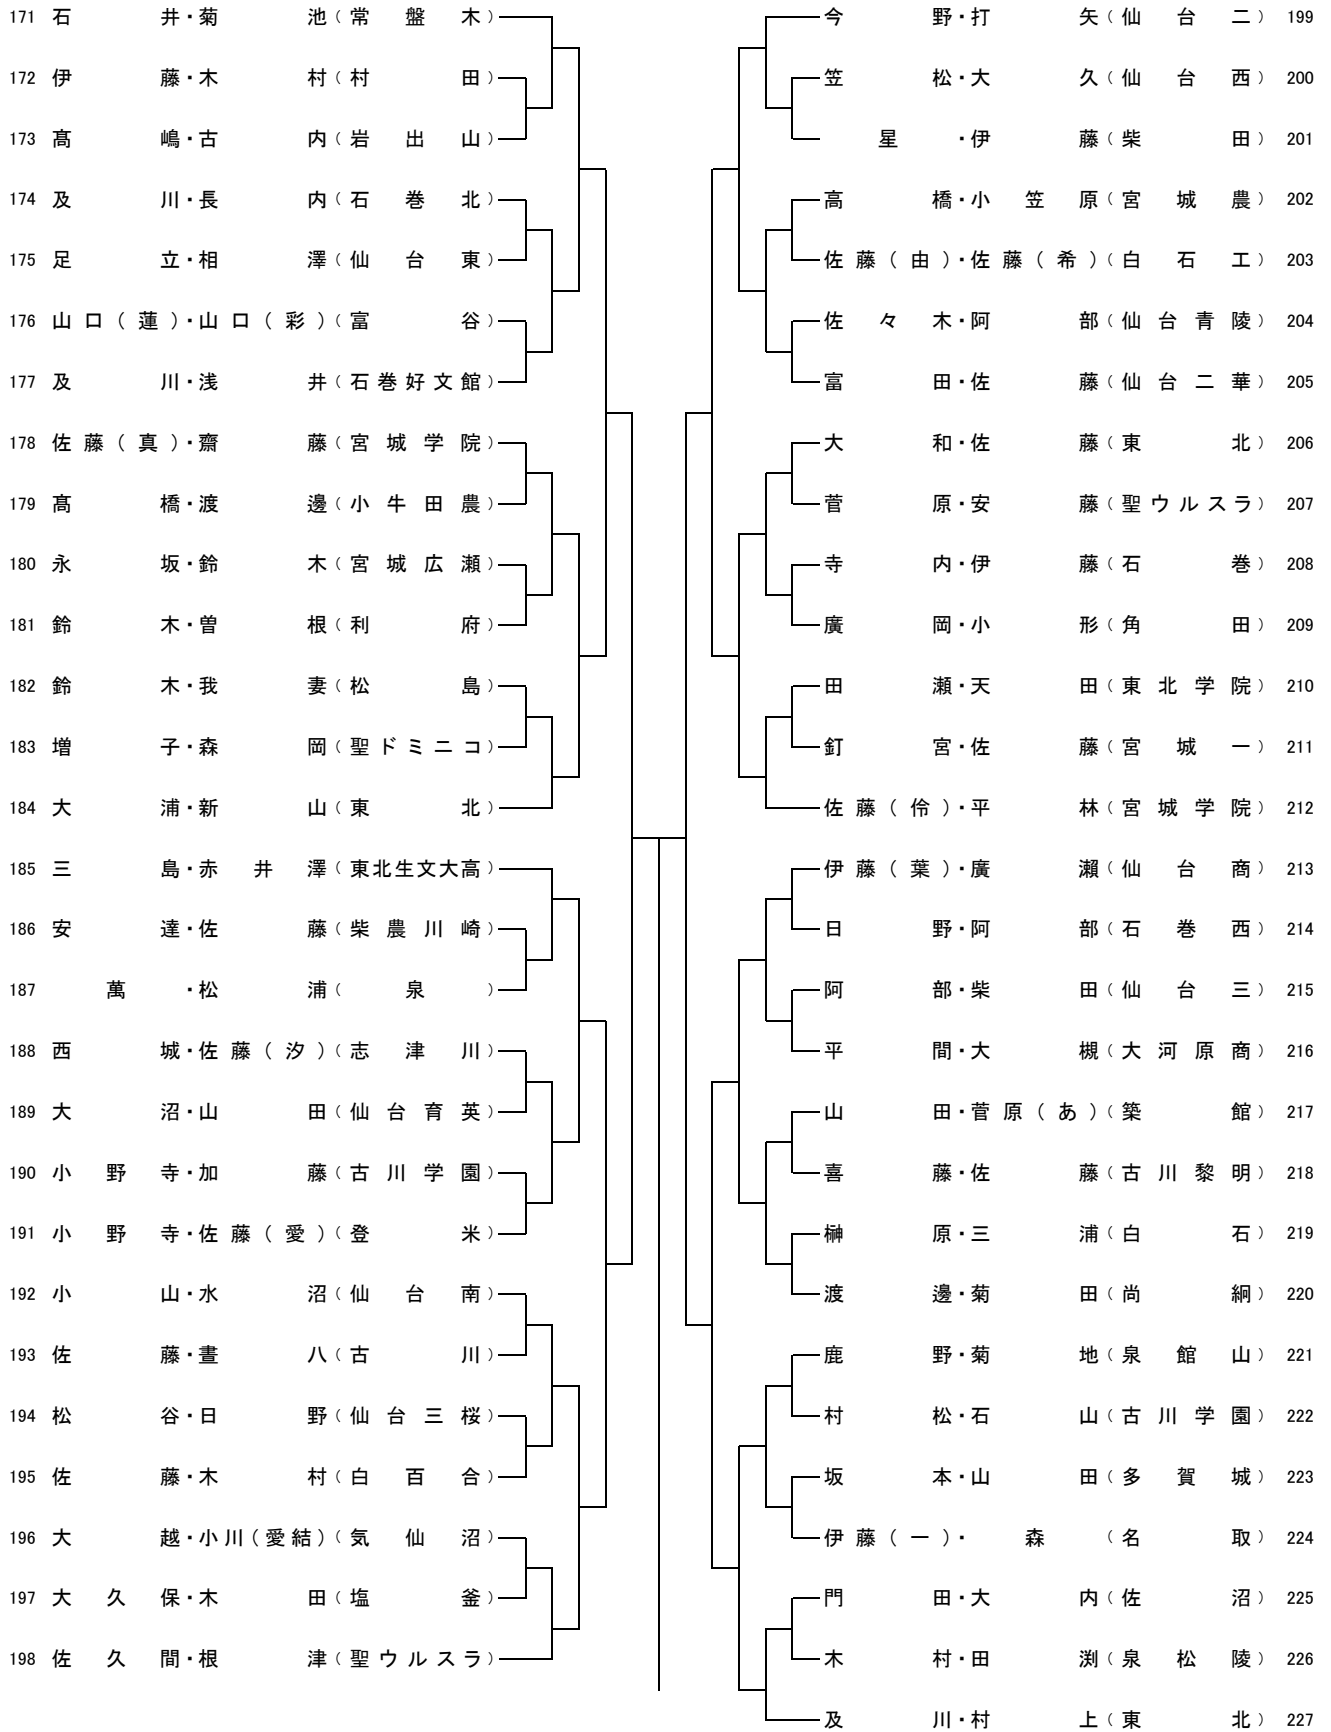 171 石井・菊池（常盤木）
172 伊藤・木村（村田）
173 髙嶋・古内（岩出山）
174 及川・長内（石巻北）
175 足立・相澤（仙台東）
176 山口（蓮）・山口（彩）（富谷）
177 及川・浅井（石巻好文館）
178 佐藤（真）・齋藤（宮城学院）
179 髙橋・渡邊（小牛田農）
180 永坂・鈴木（宮城広瀬）
181 鈴木・曽根（利府）
182 鈴木・我妻（松島）
183 増子・森岡（聖ドミニコ）
184 大浦・新山（東北）
185 三島・赤井澤（東北生文大高）
186 安達・佐藤（柴農川崎）
187 萬・松浦（泉）
188 西城・佐藤（汐）（志津川）
189 大沼・山田（仙台育英）
190 小野寺・加藤（古川学園）
191 小野寺・佐藤（愛）（登米）
192 小山・水沼（仙台南）
193 佐藤・晝八（古川）
194 松谷・日野（仙台三桜）
195 佐藤・木村（白百合）
196 大越・小川（愛結）（気仙沼）
197 大久保・木田（塩釜）
198 佐久間・根津（聖ウルスラ）
今野・打矢（仙台二） 199
笠松・大久（仙台西） 200
星・伊藤（柴田） 201
高橋・小笠原（宮城農） 202
佐藤（由）・佐藤（希）（白石工） 203
佐々木・阿部（仙台青陵） 204
富田・佐藤（仙台二華） 205
大和・佐藤（東北） 206
菅原・安藤（聖ウルスラ） 207
寺内・伊藤（石巻） 208
廣岡・小形（角田） 209
田瀬・天田（東北学院） 210
釘宮・佐藤（宮城一） 211
佐藤（伶）・平林（宮城学院） 212
伊藤（葉）・廣瀨（仙台商） 213
日野・阿部（石巻西） 214
阿部・柴田（仙台三） 215
平間・大槻（大河原商） 216
山田・菅原（あ）（築館） 217
喜藤・佐藤（古川黎明） 218
榊原・三浦（白石） 219
渡邊・菊田（尚絅） 220
鹿野・菊地（泉館山） 221
村松・石山（古川学園） 222
坂本・山田（多賀城） 223
伊藤（一）・森（名取） 224
門田・大内（佐沼） 225
木村・田渕（泉松陵） 226
及川・村上（東北） 227